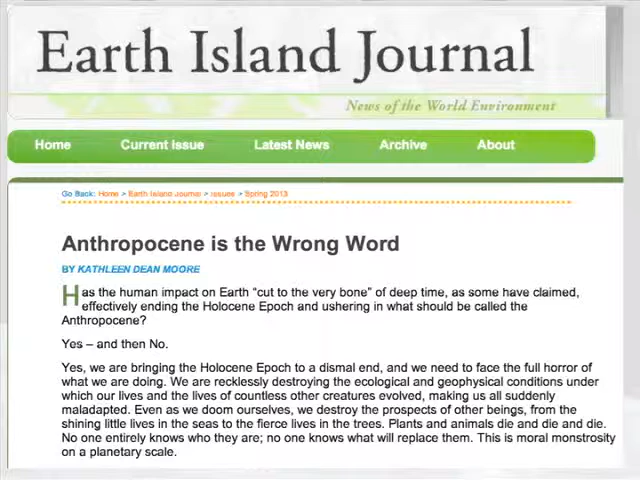 Earth Island Journal
News of the World Environment
Home Current Issue Latest News Archive About
Go Back: Home > Earth Island Journal > Issues > Spring 2013
Anthropocene is the Wrong Word
BY KATHLEEN DEAN MOORE
Has the human impact on Earth “cut to the very bone” of deep time, as some have claimed,
effectively ending the Holocene Epoch and ushering in what should be called the
Anthropocene?
Yes – and then No.
Yes, we are bringing the Holocene Epoch to a dismal end, and we need to face the full horror of
what we are doing. We are recklessly destroying the ecological and geophysical conditions under
which our lives and the lives of countless other creatures evolved, making us all suddenly
maladapted. Even as we doom ourselves, we destroy the prospects of other beings, from the
shining little lives in the seas to the fierce lives in the trees. Plants and animals die and die and die.
No one entirely knows who they are; no one knows what will replace them. This is moral monstrosity
on a planetary scale.